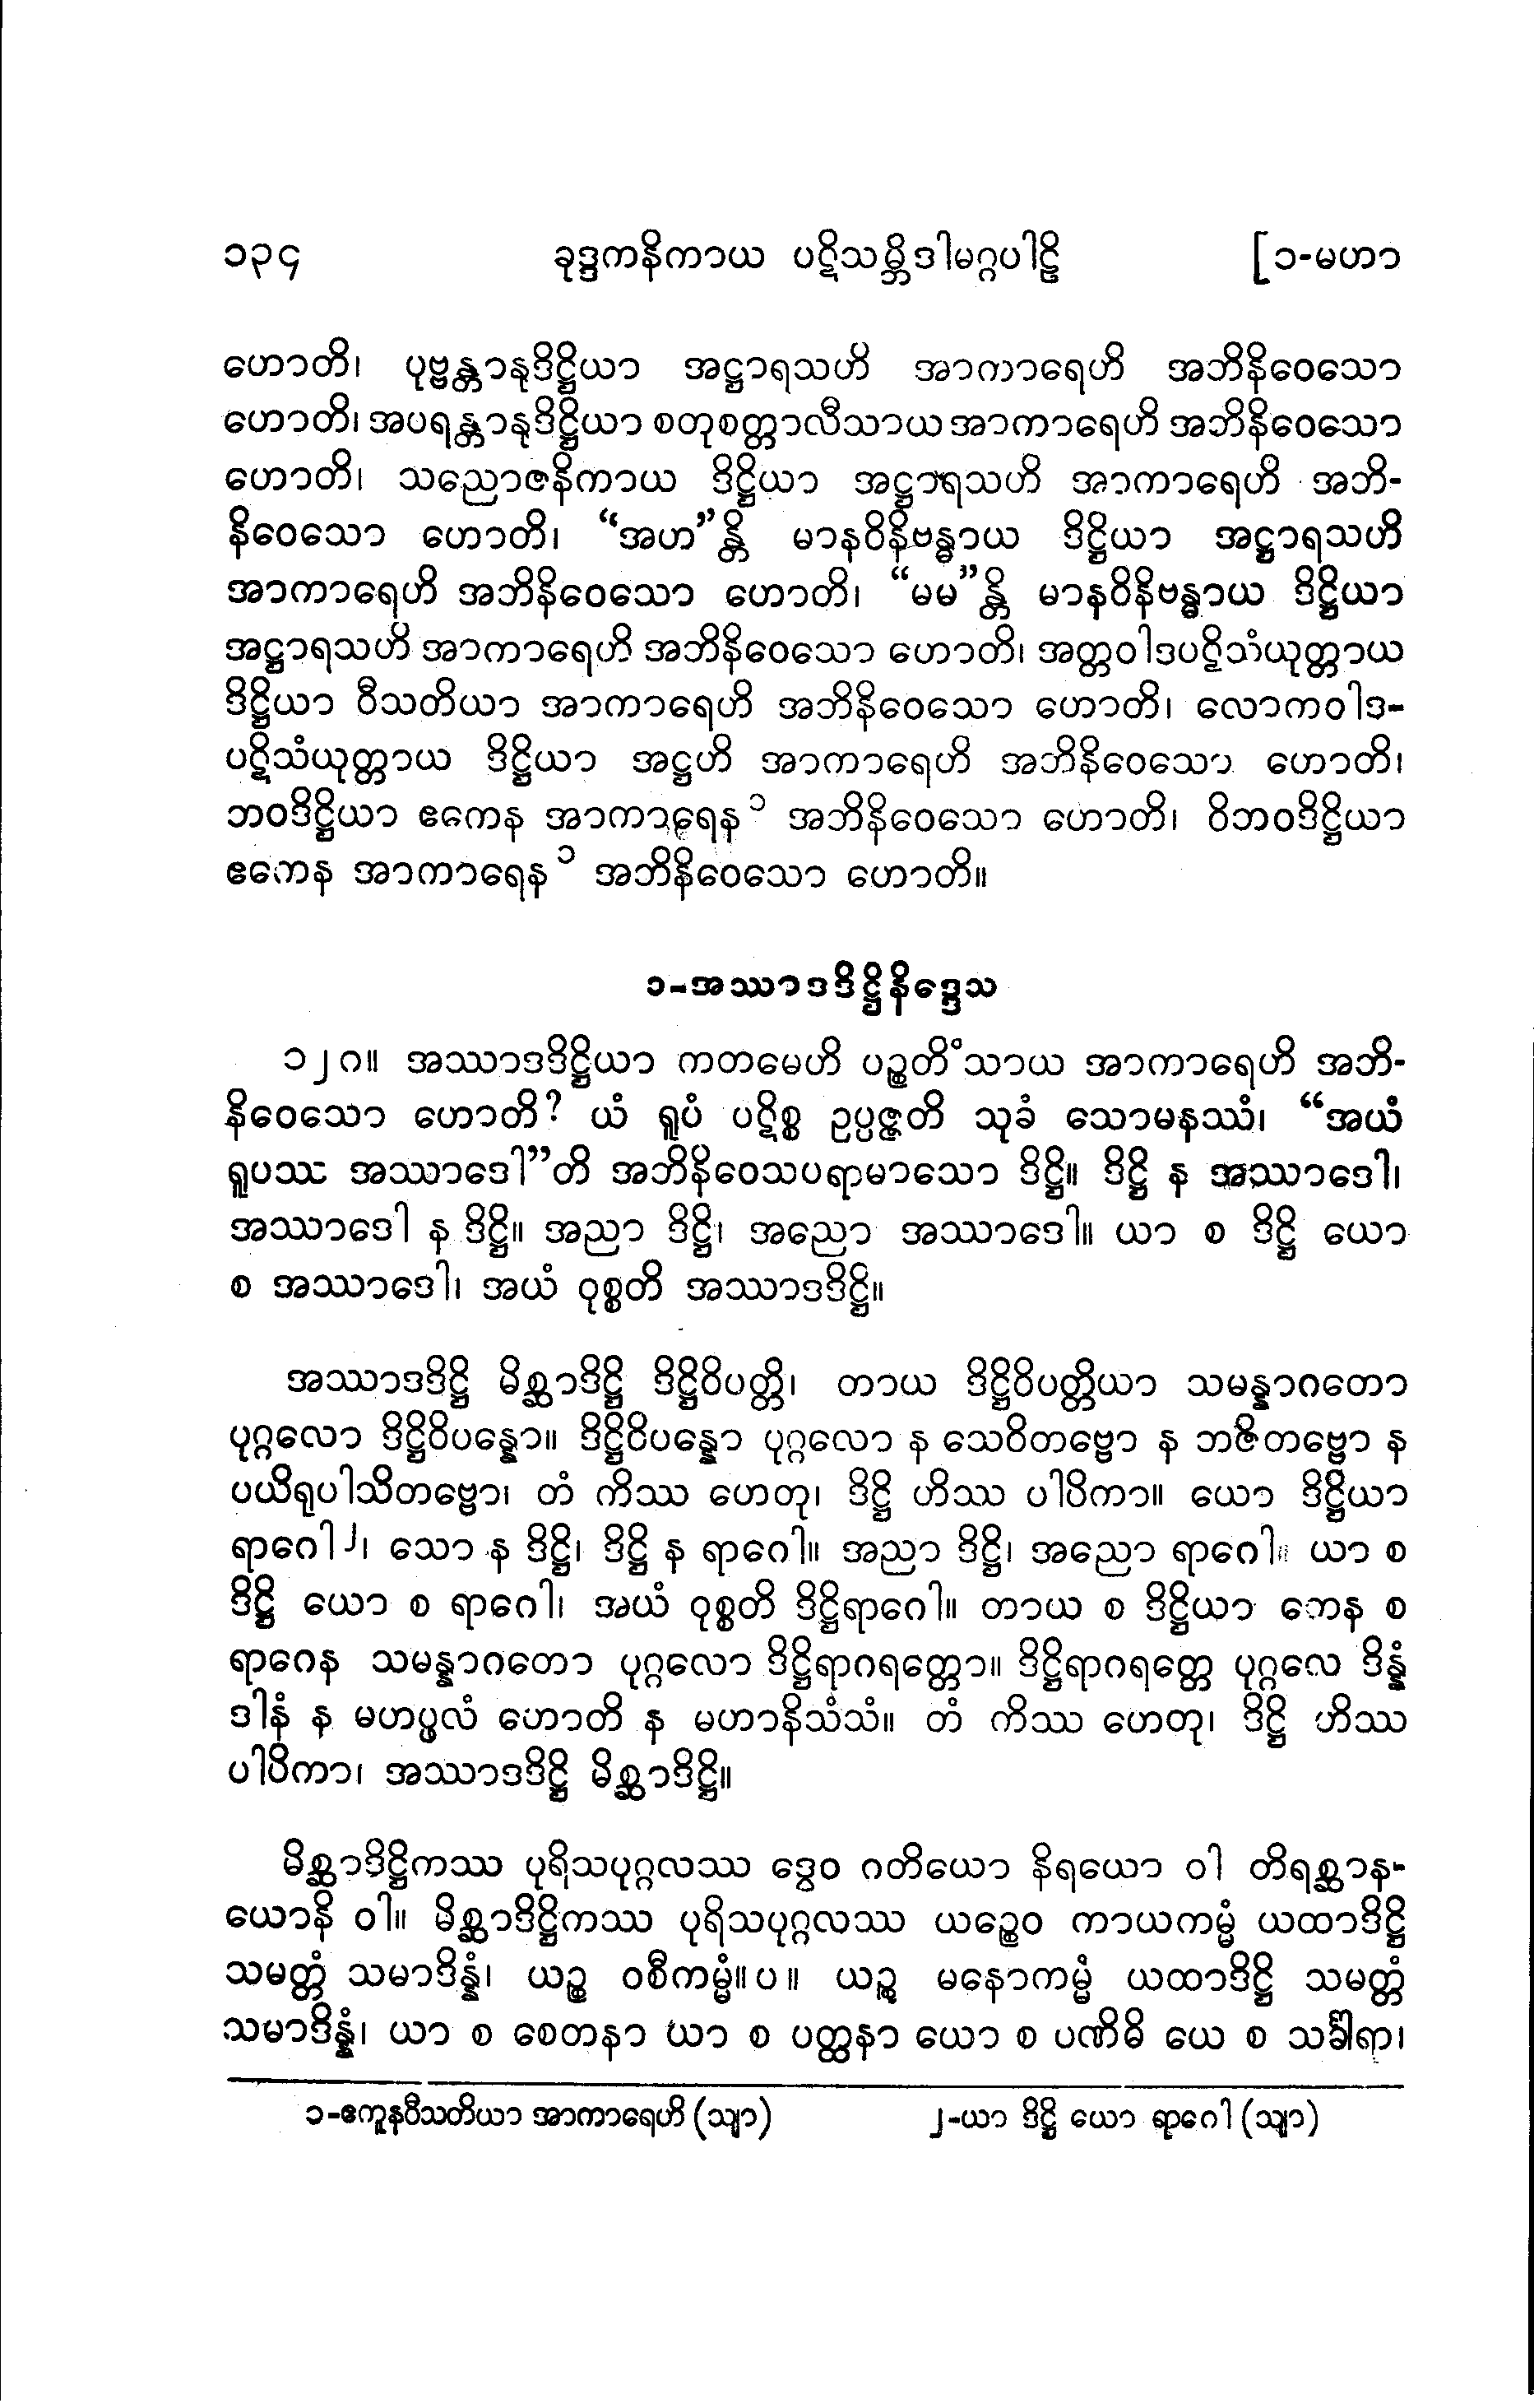 ၁၃၄ ခုဒ္ဒကနိကာယ ပဋိသမ္ဘိဒါမဂ္ဂပါဠိ [၁-မဟာ
ဟောတိ၊ ပုဗ္ဗန္တာနုဒိဋ္ဌိယာ အဋ္ဌာရသဟိ အာကာရေဟိ အဘိနိဝေသော
ဟောတိ၊ အပရန္တာနုဒိဋ္ဌိယာ စတုစတ္တာလီသာယ အာကာရေဟိ အဘိနိဝေသော
ဟောတိ၊ သညောဇနိကာယ ဒိဋ္ဌိယာ အဋ္ဌာရသဟိ အာကာရေဟိ အဘိ-
နိဝေသော ဟောတိ၊ “အဟ”န္တိ မာနဝိနိဗန္ဓာယ ဒိဋ္ဌိယာ အဋ္ဌာရသဟိ
အာကာရေဟိ အဘိနိဝေသော ဟောတိ၊ “မမ”န္တိ မာနဝိနိဗန္ဓာယ ဒိဋ္ဌိယာ
အဋ္ဌာရသဟိ အာကာရေဟိ အဘိနိဝေသော ဟောတိ၊ အတ္တဝါဒပဋိသံယုတ္တာယ
ဒိဋ္ဌိယာ ဝီသတိယာ အာကာရေဟိ အဘိနိဝေသော ဟောတိ၊ လောကဝါဒ-
ပဋိသံယုတ္တာယ ဒိဋ္ဌိယာ အဋ္ဌဟိ အာကာရေဟိ အဘိနိဝေသော ဟောတိ၊
ဘဝဒိဋ္ဌိယာ ဧကေန အာကာရေန ၁ အဘိနိဝေသော ဟောတိ၊ ဝိဘဝဒိဋ္ဌိယာ
ဧကေန အာကာရေန ၁ အဘိနိဝေသော ဟောတိ။
၁-အဿာဒဒိဋ္ဌိနိဒ္ဒေသ
၁၂၈။ အဿာဒဒိဋ္ဌိယာ ကတမေဟိ ပဉ္စတိံသာယ အာကာရေဟိ အဘိ-
နိဝေသော ဟောတိ? ယံ ရူပံ ပဋိစ္စ ဥပ္ပဇ္ဇတိ သုခံ သောမနဿံ၊ “အယံ
ရူပဿ အဿာဒေါ”တိ အဘိနိဝေသပရာမာသော ဒိဋ္ဌိ။ ဒိဋ္ဌိ န အဿာဒေါ၊
အဿာဒေါ န ဒိဋ္ဌိ။ အညာ ဒိဋ္ဌိ၊ အညော အဿာဒေါ။ ယာ စ ဒိဋ္ဌိ ယော
စ အဿာဒေါ၊ အယံ ဝုစ္စတိ အဿာဒဒိဋ္ဌိ။
အဿာဒဒိဋ္ဌိ မိစ္ဆာဒိဋ္ဌိ ဒိဋ္ဌိဝိပတ္တိ၊ တာယ ဒိဋ္ဌိဝိပတ္တိယာ သမန္နာဂတော
ပုဂ္ဂလော ဒိဋ္ဌိဝိပန္နော။ ဒိဋ္ဌိဝိပန္နော ပုဂ္ဂလော န သေဝိတဗ္ဗော န ဘဇိတဗ္ဗော န
ပယိရုပါသိတဗ္ဗော၊ တံ ကိဿ ဟေတု၊ ဒိဋ္ဌိ ဟိဿ ပါပိကာ။ ယော ဒိဋ္ဌိယာ
ရာဂေါ ၂၊ သော န ဒိဋ္ဌိ၊ ဒိဋ္ဌိ န ရာဂေါ။ အညာ ဒိဋ္ဌိ၊ အညော ရာဂေါ။ ယာ စ
ဒိဋ္ဌိ ယော စ ရာဂေါ၊ အယံ ဝုစ္စတိ ဒိဋ္ဌိရာဂေါ။ တာယ စ ဒိဋ္ဌိယာ တေန စ
ရာဂေန သမန္နာဂတော ပုဂ္ဂလော ဒိဋ္ဌိရာဂရတ္တော။ ဒိဋ္ဌိရာဂရတ္တေ ပုဂ္ဂလေ ဒိန္နံ
ဒါနံ န မဟပ္ဖလံ ဟောတိ န မဟာနိသံသံ။ တံ ကိဿ ဟေတု၊ ဒိဋ္ဌိ ဟိဿ
ပါပိကာ၊ အဿာဒဒိဋ္ဌိ မိစ္ဆာဒိဋ္ဌိ။
မိစ္ဆာဒိဋ္ဌိကဿ ပုရိသပုဂ္ဂလဿ ဒွေဝ ဂတိယော နိရယော ဝါ တိရစ္ဆာန-
ယောနိ ဝါ။ မိစ္ဆာဒိဋ္ဌိကဿ ပုရိသပုဂ္ဂလဿ ယဉ္စေဝ ကာယကမ္မံ ယထာဒိဋ္ဌိ
သမတ္တံ သမာဒိန္နံ၊ ယဉ္စ ဝစီကမ္မံ။ပ။ ယဉ္စ မနောကမ္မံ ယထာဒိဋ္ဌိ သမတ္တံ
သမာဒိန္နံ၊ ယာ စ စေတနာ ယာ စ ပတ္ထနာ ယော စ ပဏိဓိ ယေ စ သင်္ခါရာ၊
၁-ဧကူနဝီသတိယာ အာကာရေဟိ (သျာ) ၂-ယာ ဒိဋ္ဌိ ယော ရာဂေါ (သျာ)